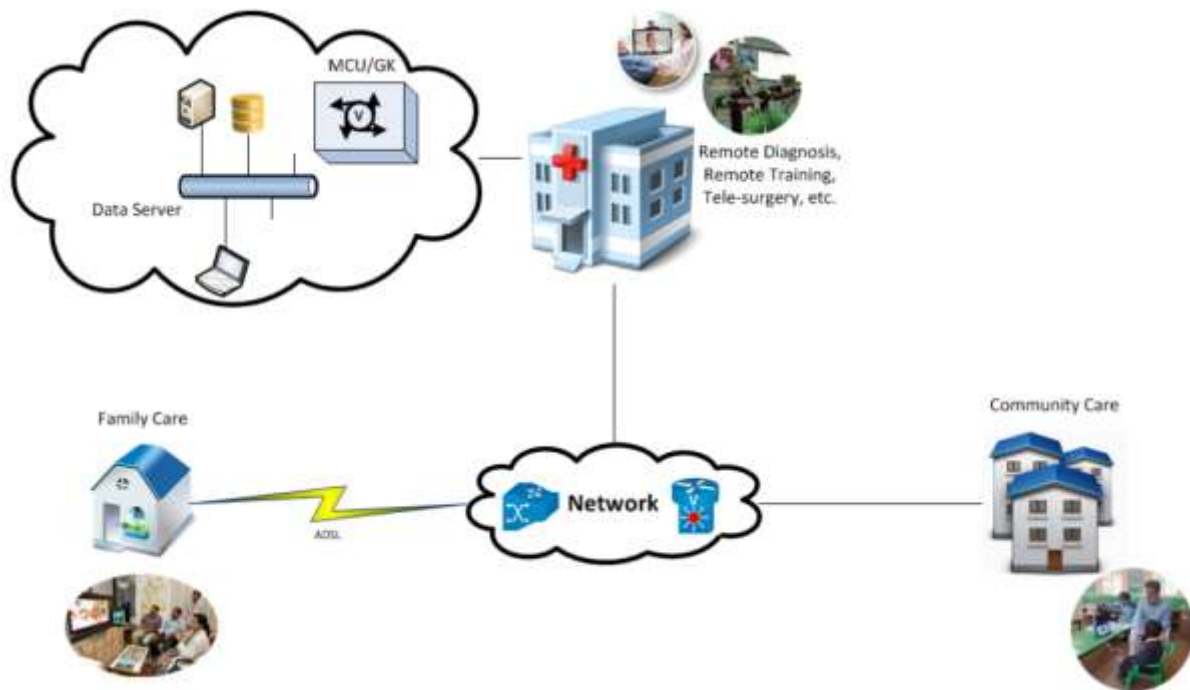 MCU/GK
V
Data Server
Remote Diagnosis,
Remote Training,
Tele-surgery, etc.
Family Care
Community Care
ADSL
Network
V